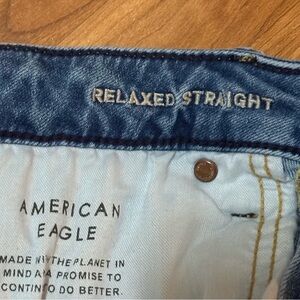 RELAXED STRAIGHT
AMERICAN
EAGLE
MADE WITH THE PLANET IN
MIND AND A PROMISE TO
CONTINUE TO DO BETTER.